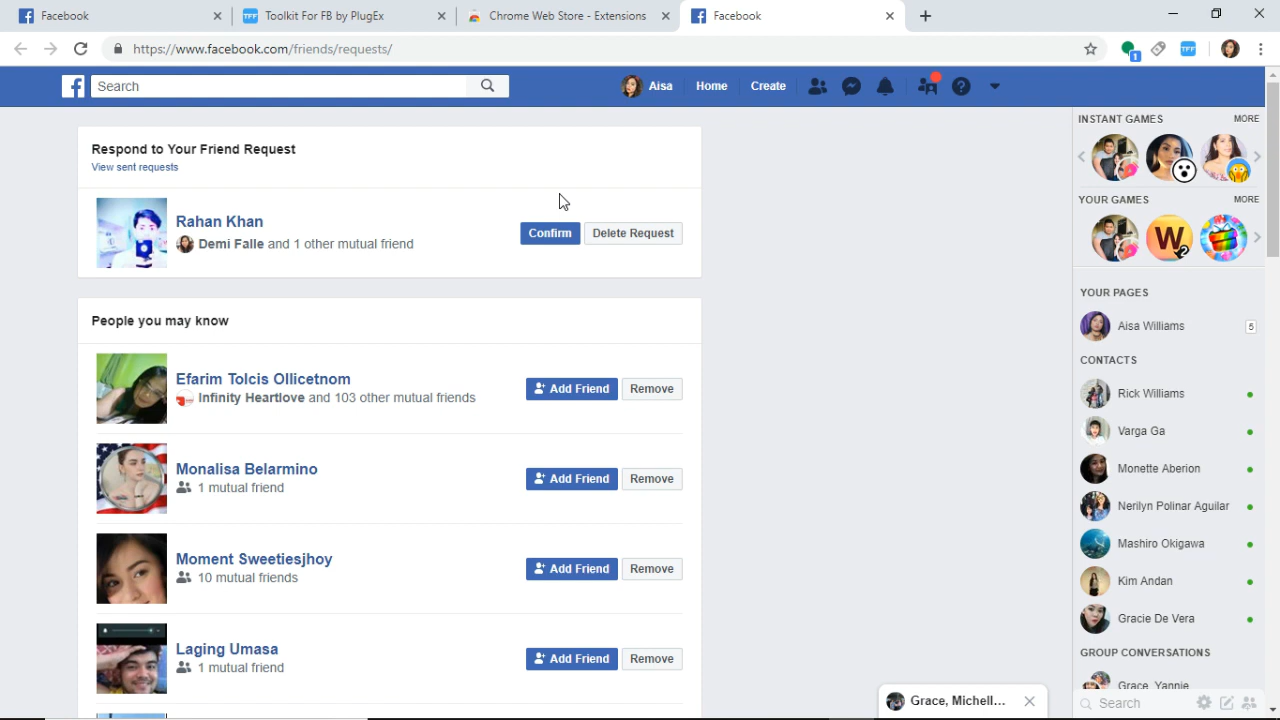 Facebook
TFF Toolkit For FB by PlugEx
Chrome Web Store - Extensions
Facebook
https://www.facebook.com/friends/requests/
1
TFF
Search
Aisa
Home
Create
Respond to Your Friend Request
View sent requests
Rahan Khan
Demi Falle and 1 other mutual friend
Confirm
Delete Request
People you may know
Efarim Tolcis Ollicetnom
Infinity Heartlove and 103 other mutual friends
Add Friend
Remove
Monalisa Belarmino
1 mutual friend
Add Friend
Remove
Moment Sweetiesjhoy
10 mutual friends
Add Friend
Remove
Laging Umasa
1 mutual friend
Add Friend
Remove
INSTANT GAMES
MORE
YOUR GAMES
MORE
W
?
YOUR PAGES
Aisa Williams
5
CONTACTS
Rick Williams
Varga Ga
Monette Aberion
Nerilyn Polinar Aguilar
Mashiro Okigawa
Kim Andan
Gracie De Vera
GROUP CONVERSATIONS
Grace, Yannie
Search
Grace, Michell...